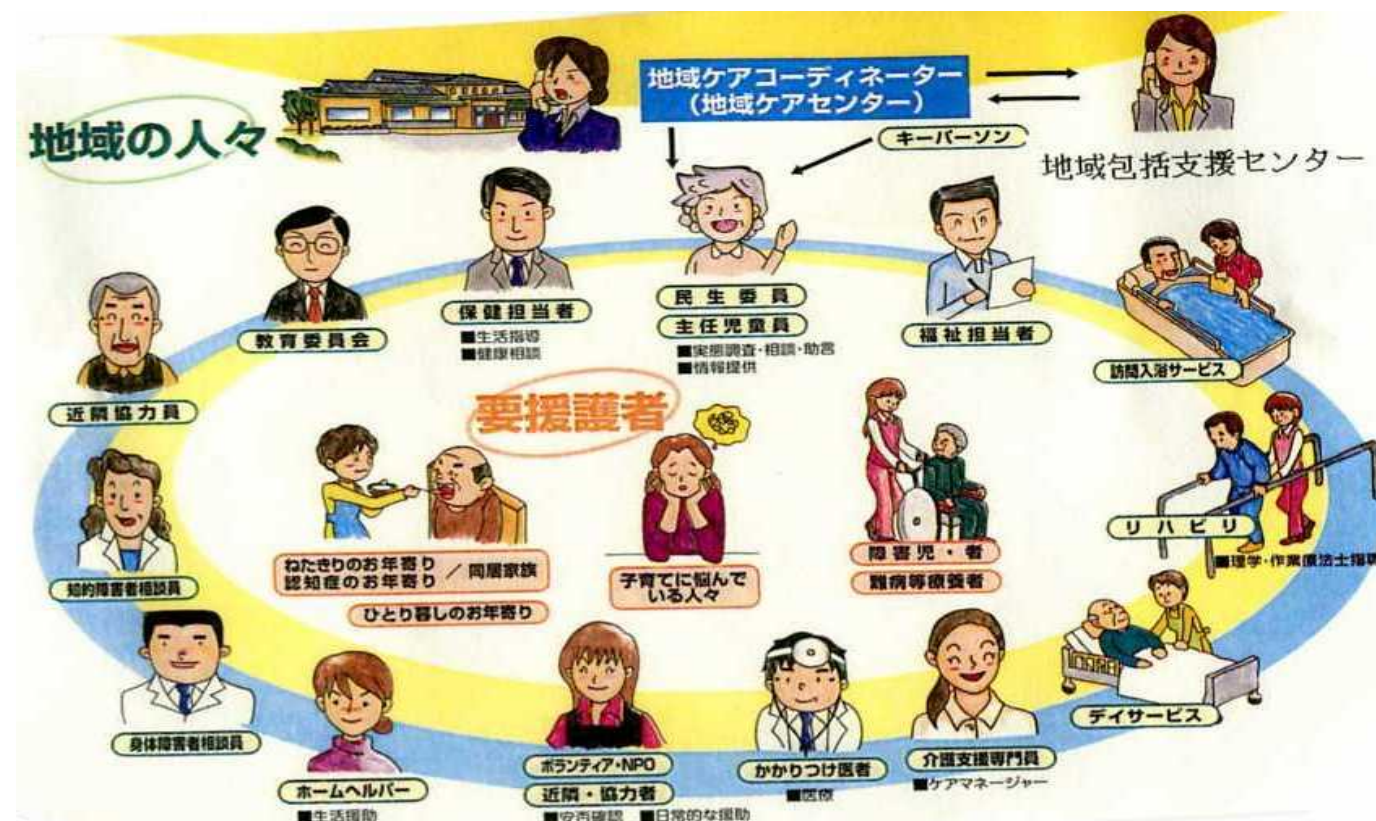 地域ケアコーディネーター
（地域ケアセンター）
キーパーソン
地域包括支援センター
地域の人々
近隣協力員
教育委員会
保健担当者
■生活指導
■健康相談
民生委員
主任児童員
■実態調査・相談・助言
■情報提供
福祉担当者
訪問入浴サービス
要援護者
ねたきりのお年寄り
認知症のお年寄り
／同居家族
ひとり暮しのお年寄り
子育てに悩んで
いる人々
障害児・者
難病等療養者
リハビリ
■理学・作業療法士指導
知的障害者相談員
身体障害者相談員
ホームヘルパー
■生活援助
ボランティア・NPO
近隣・協力者
■安否確認 ■日常的な援助
かかりつけ医者
■医療
介護支援専門員
■ケアマネージャー
デイサービス